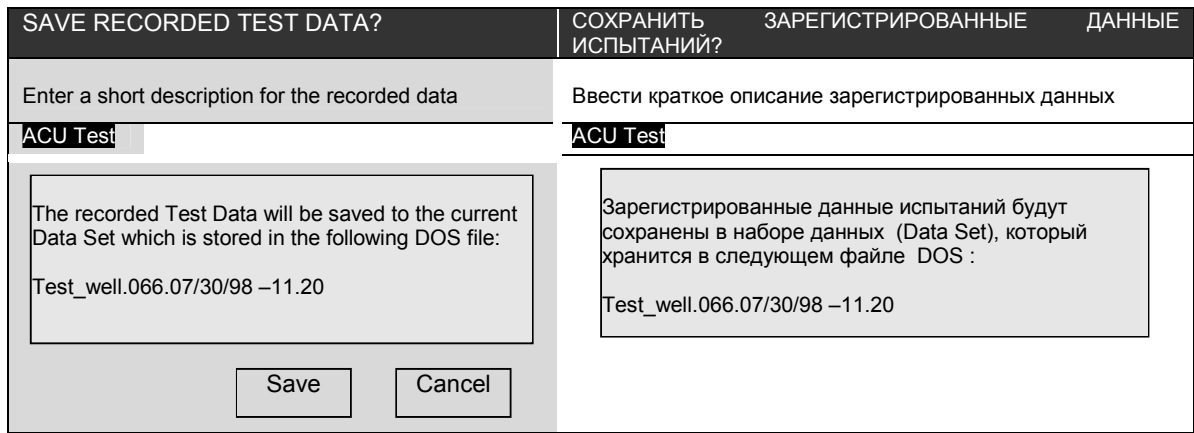 SAVE RECORDED TEST DATA?
Enter a short description for the recorded data
ACU Test
The recorded Test Data will be saved to the current
Data Set which is stored in the following DOS file:
Test_well.066.07/30/98 –11.20
Save
Cancel
СОХРАНИТЬ ЗАРЕГИСТРИРОВАННЫЕ ДАННЫЕ
ИСПЫТАНИЙ?
Ввести краткое описание зарегистрированных данных
ACU Test
Зарегистрированные данные испытаний будут
сохранены в наборе данных (Data Set), который
хранится в следующем файле DOS :
Test_well.066.07/30/98 –11.20